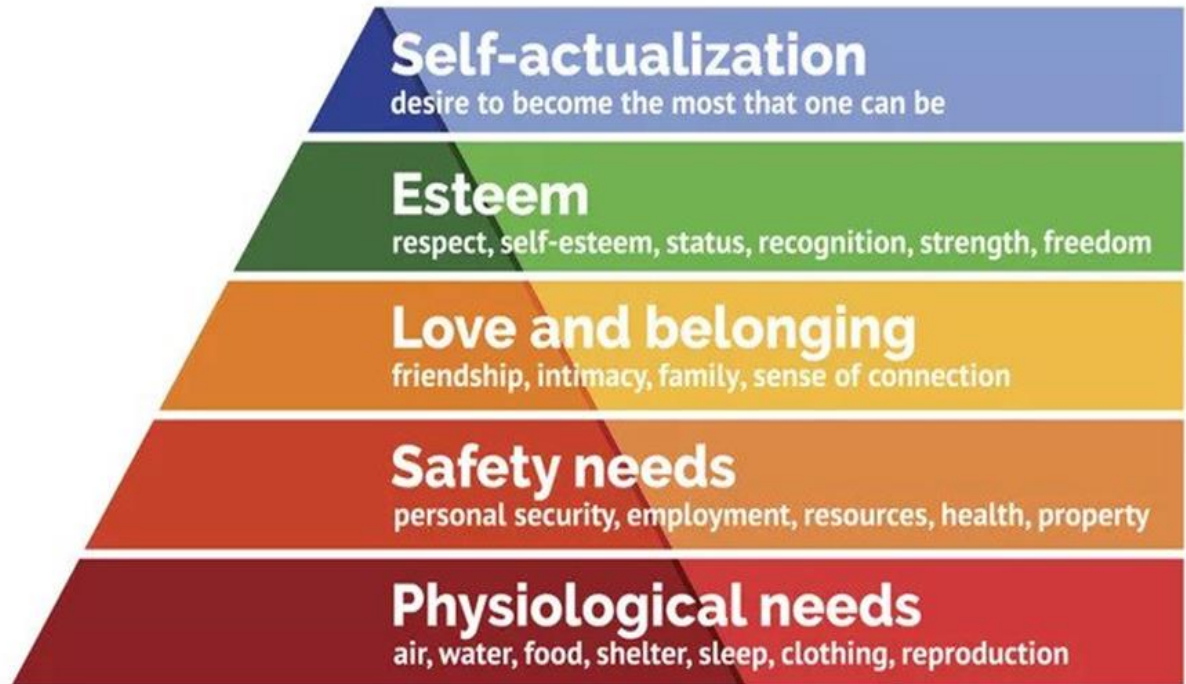 Self-actualization
desire to become the most that one can be
Esteem
respect, self-esteem, status, recognition, strength, freedom
Love and belonging
friendship, intimacy, family, sense of connection
Safety needs
personal security, employment, resources, health, property
Physiological needs
air, water, food, shelter, sleep, clothing, reproduction